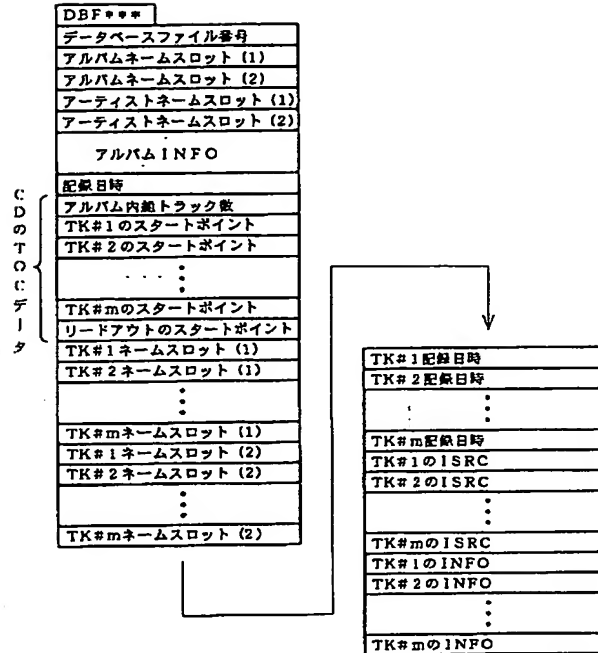 DBF***
データベースファイル番号
アルバムネームスロット (1)
アルバムネームスロット (2)
アーティストネームスロット (1)
アーティストネームスロット (2)
アルバムINFO
記録日時
CDのTOCデータ
アルバム内総トラック数
TK#1のスタートポイント
TK#2のスタートポイント
TK#mのスタートポイント
リードアウトのスタートポイント
TK#1ネームスロット (1)
TK#2ネームスロット (1)
TK#mネームスロット (1)
TK#1ネームスロット (2)
TK#2ネームスロット (2)
TK#mネームスロット (2)
TK#1記録日時
TK#2記録日時
TK#m記録日時
TK#1のISRC
TK#2のISRC
TK#mのISRC
TK#1のINFO
TK#2のINFO
TK#mのINFO